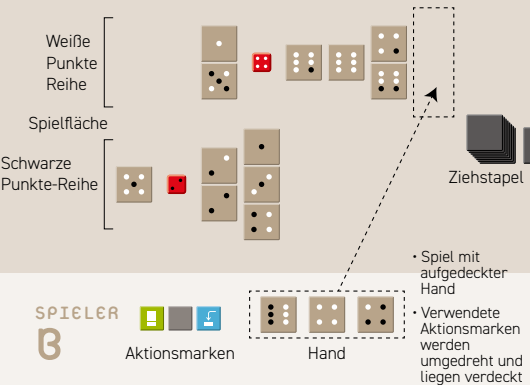 Weiße
Punkte
Reihe
Spielfläche
Schwarze
Punkte-Reihe
Ziehstapel
SPIELER
B
Aktionsmarken
Hand
• Spiel mit
aufgedeckter
Hand
• Verwendete
Aktionsmarken
werden
umgedreht und
liegen verdeckt